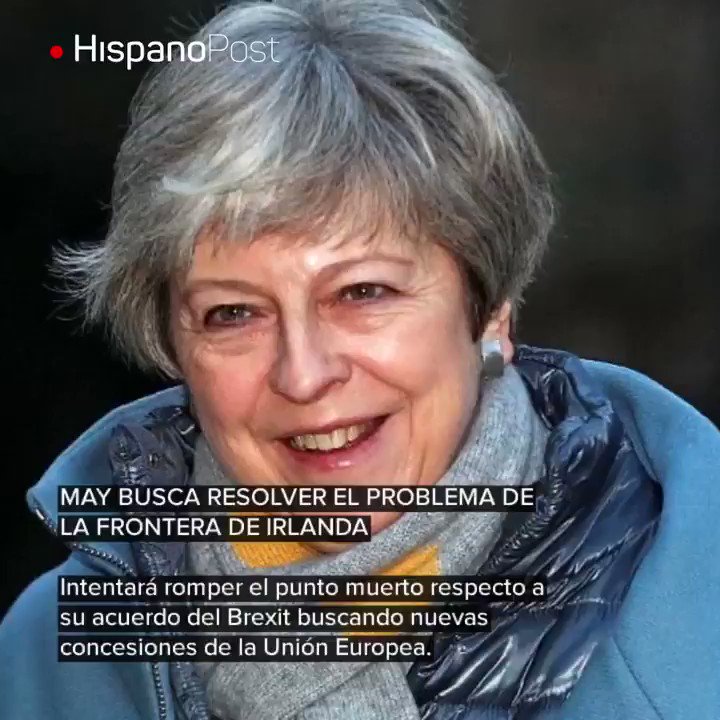 HispanoPost
MAY BUSCA RESOLVER EL PROBLEMA DE
LA FRONTERA DE IRLANDA
Intentará romper el punto muerto respecto a
su acuerdo del Brexit buscando nuevas
concesiones de la Unión Europea.